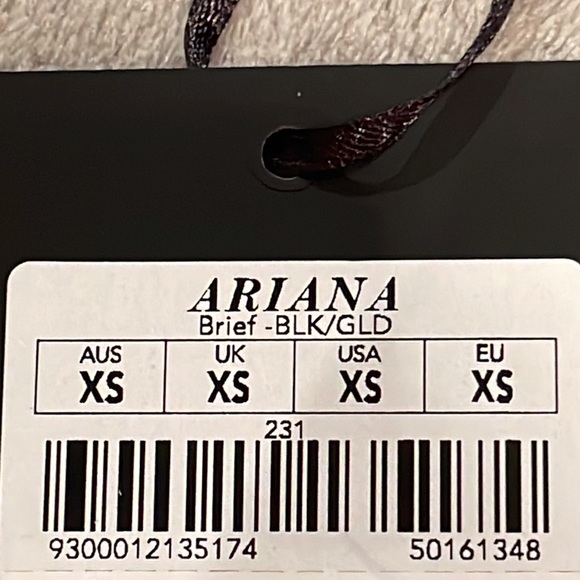 ARIANA
Brief -BLK/GLD
AUS UK USA EU
XS XS XS XS
231
9300012135174 50161348